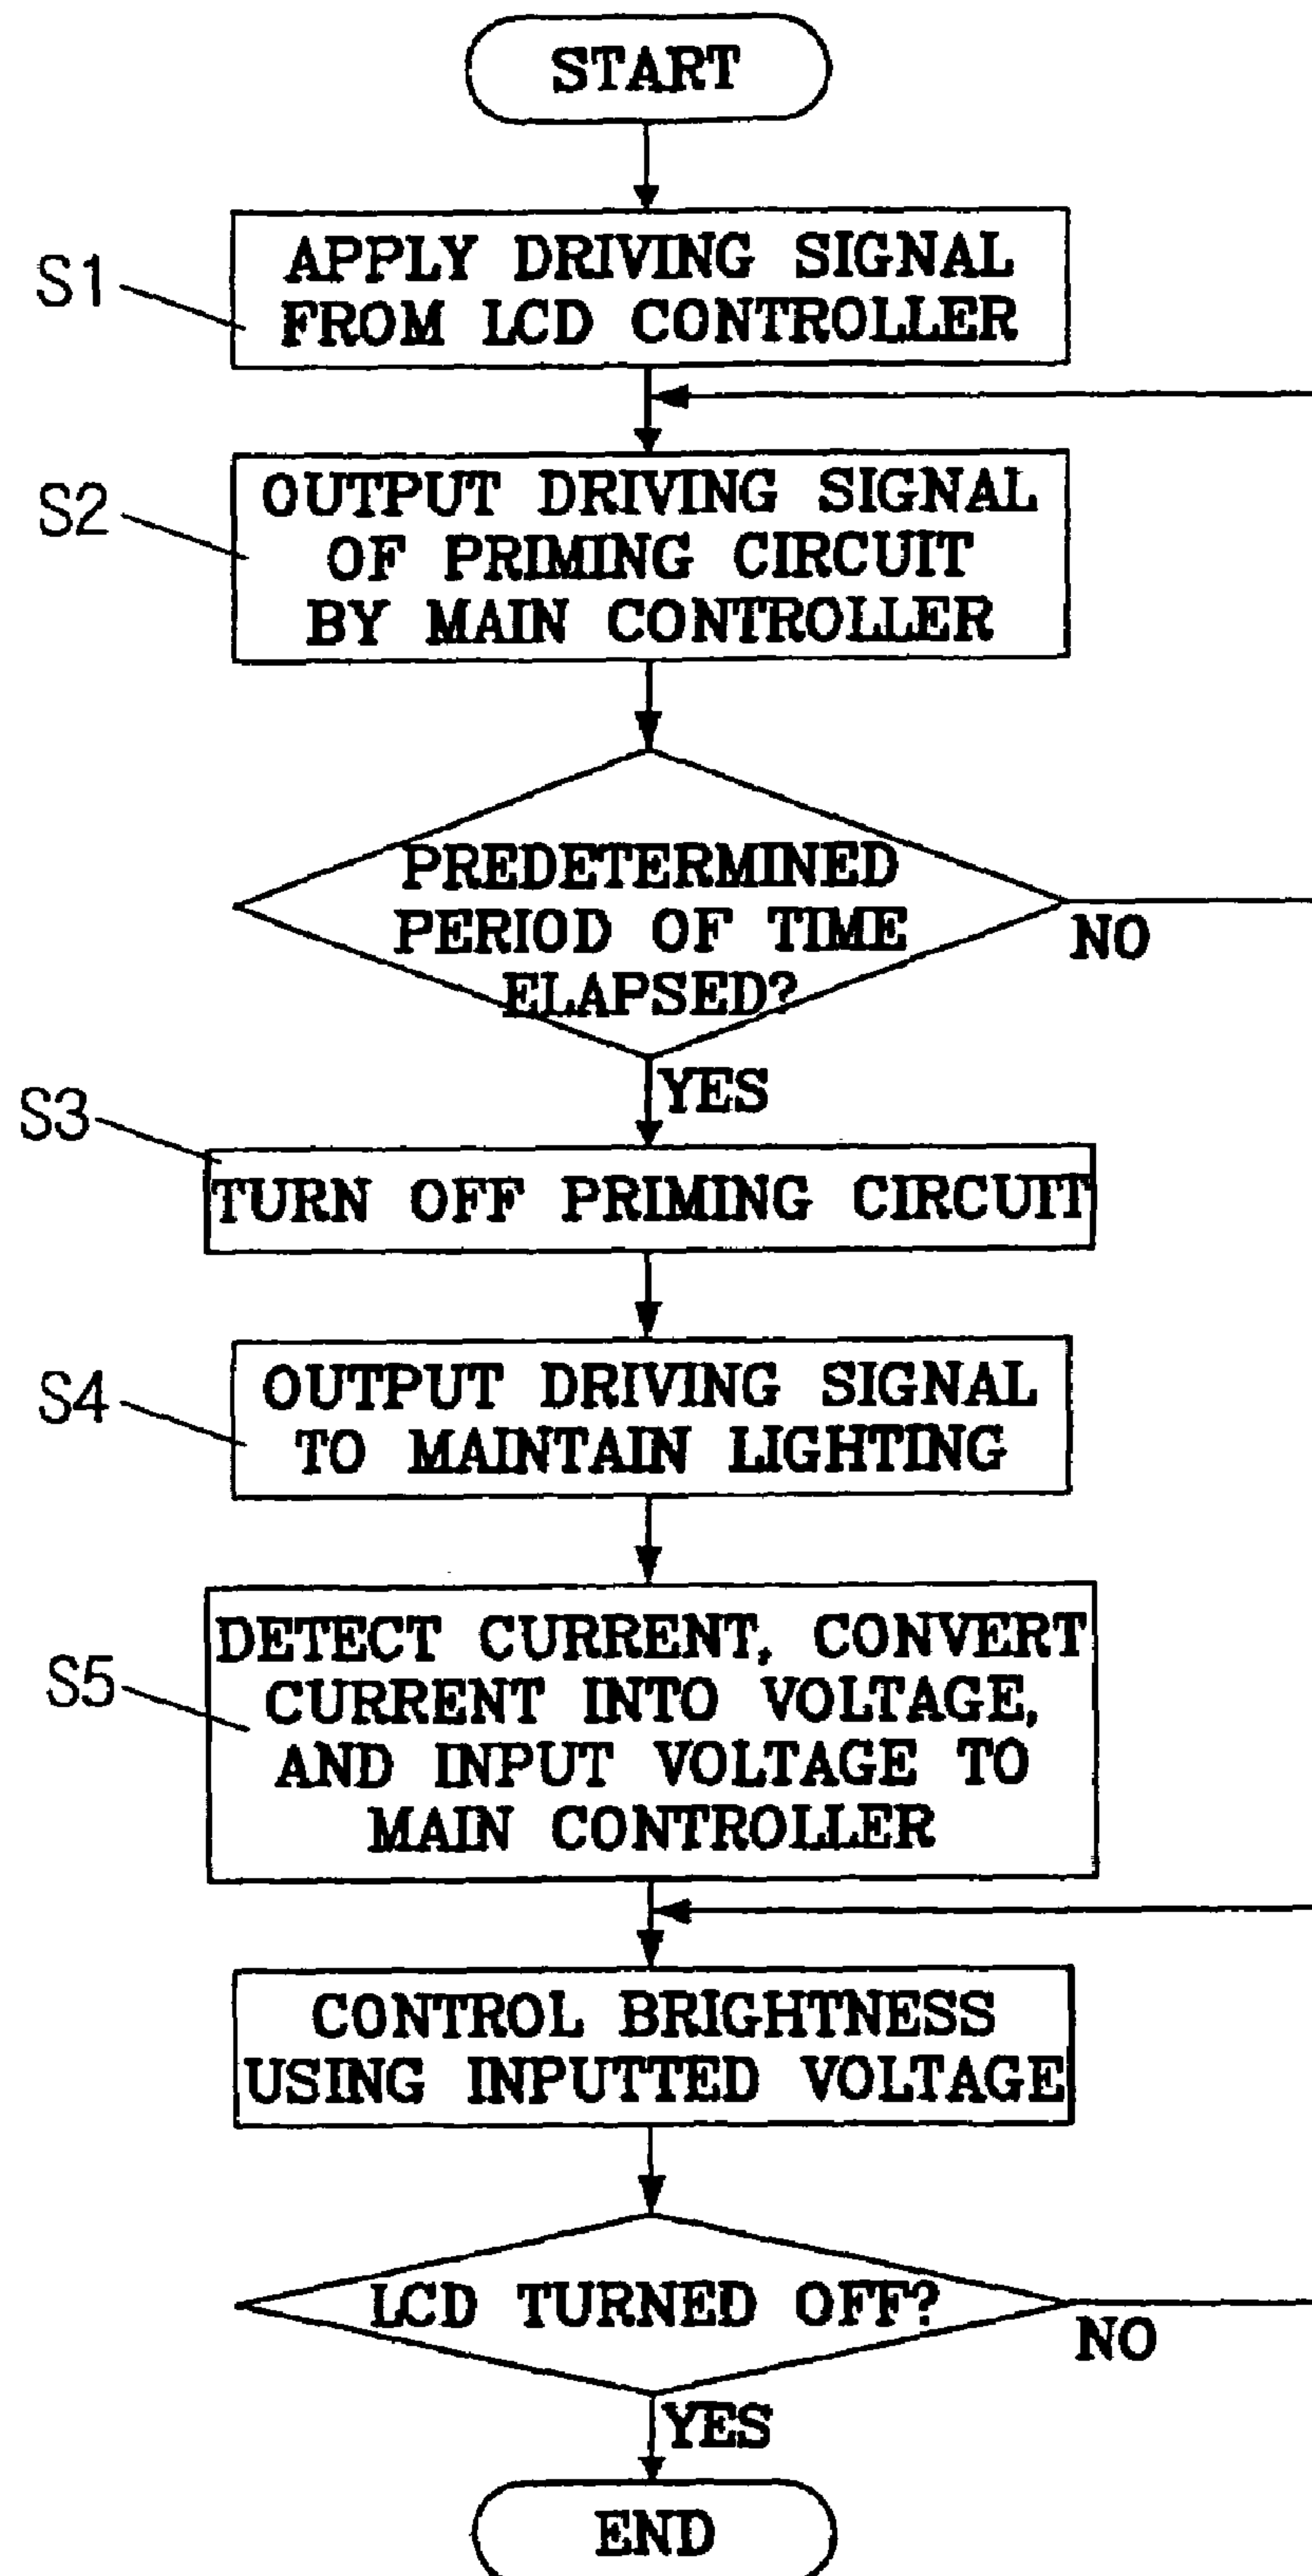 START
S1
APPLY DRIVING SIGNAL
FROM LCD CONTROLLER
S2
OUTPUT DRIVING SIGNAL
OF PRIMING CIRCUIT
BY MAIN CONTROLLER
PREDETERMINED
PERIOD OF TIME
ELAPSED?
NO
YES
S3
TURN OFF PRIMING CIRCUIT
S4
OUTPUT DRIVING SIGNAL
TO MAINTAIN LIGHTING
S5
DETECT CURRENT, CONVERT
CURRENT INTO VOLTAGE,
AND INPUT VOLTAGE TO
MAIN CONTROLLER
CONTROL BRIGHTNESS
USING INPUTTED VOLTAGE
LCD TURNED OFF?
NO
YES
END